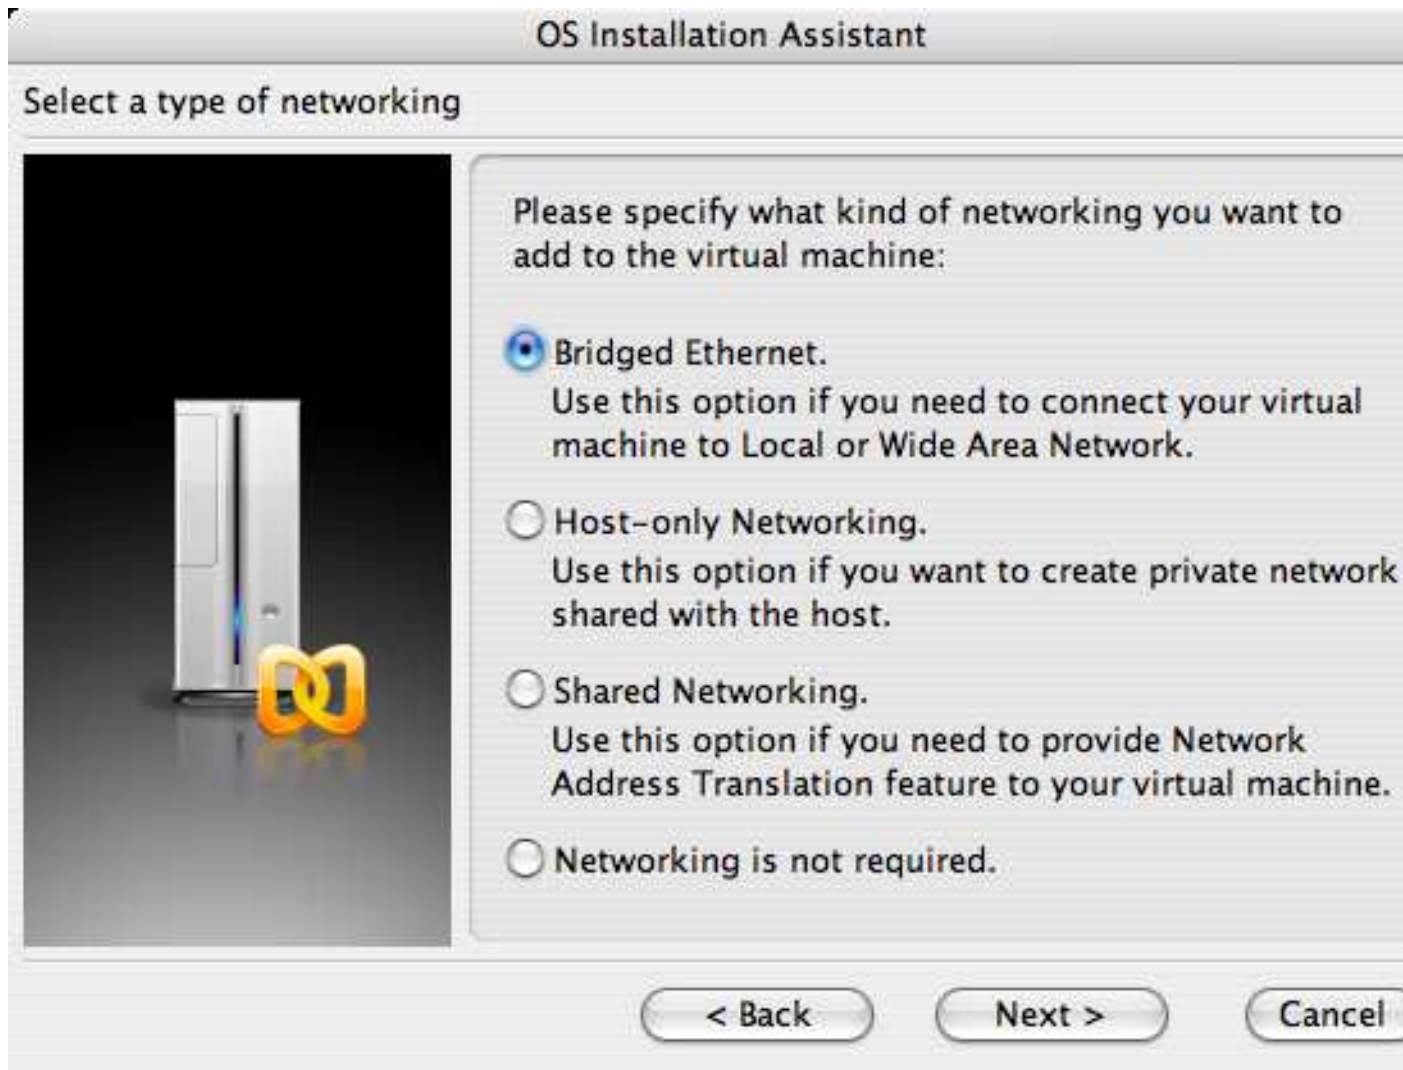 OS Installation Assistant
Select a type of networking
Please specify what kind of networking you want to
add to the virtual machine:
Bridged Ethernet.
Use this option if you need to connect your virtual
machine to Local or Wide Area Network.
Host-only Networking.
Use this option if you want to create private network
shared with the host.
Shared Networking.
Use this option if you need to provide Network
Address Translation feature to your virtual machine.
Networking is not required.
< Back
Next >
Cancel